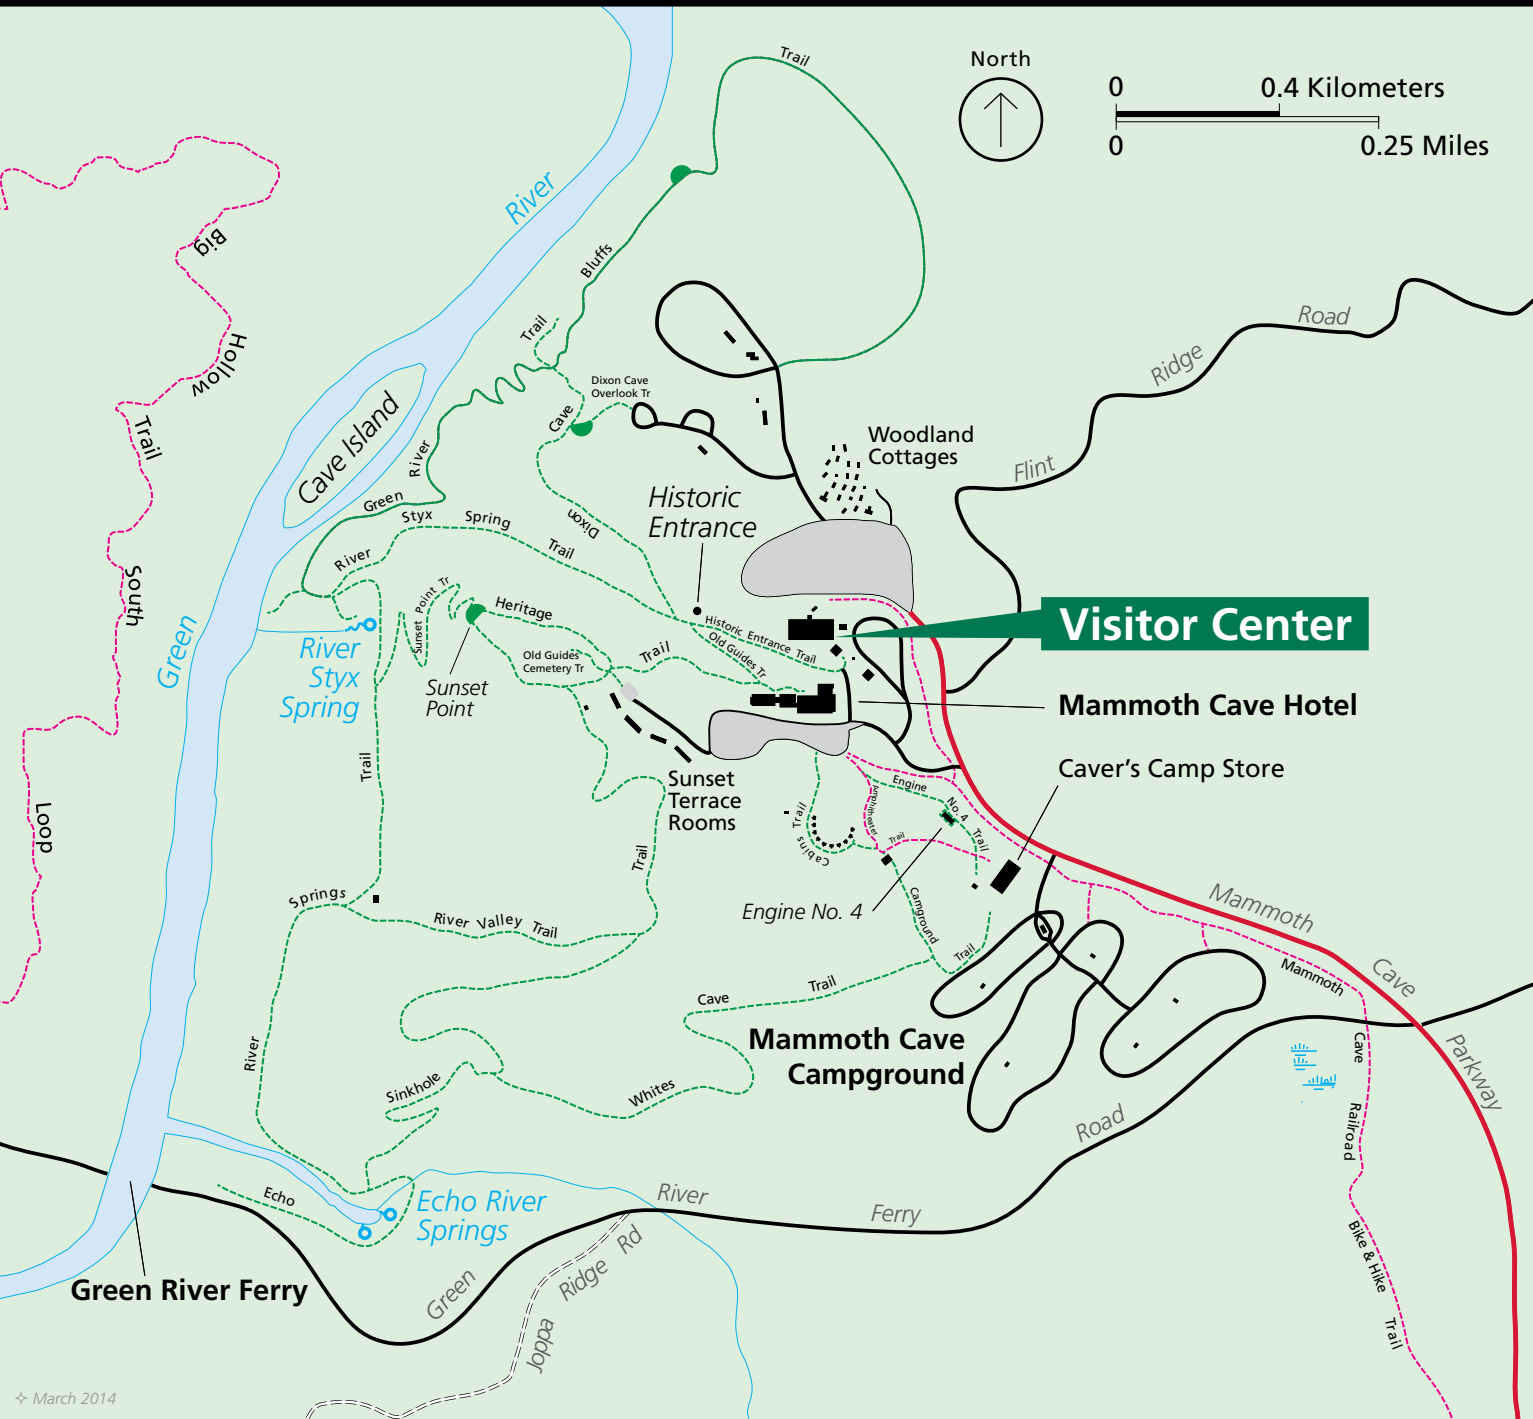 Trail
North
0
0.4 Kilometers
0
0.25 Miles
River
Big
Bluffs
Trail
Road
Ridge
Hollow
Dixon Cave
Overlook Tr
Cave
Cave Island
Trail
River
Woodland
Cottages
Flint
Green
Styx
Spring
Trail
Dixon
Historic
Entrance
River
South
Sunset Point Tr
Heritage
Historic Entrance Trail
Old Guides Tr
Visitor Center
Green
River
Styx
Spring
Old Guides
Cemetery Tr
Trail
Sunset
Point
Mammoth Cave Hotel
Trail
Caver's Camp Store
Sunset
Terrace
Rooms
Engine
No. 4
Trail
Amphitheater
Trail
Cabins Trail
Loop
Trail
Springs
River Valley Trail
Engine No. 4
Campground
Trail
Mammoth
Cave
Parkway
Mammoth
Cave
Railroad
Bike & Hike
Trail
Cave
Trail
Mammoth Cave
Campground
River
Sinkhole
Whites
Road
Echo
Echo River
Springs
River
Ferry
Green
Green River Ferry
Joppa
Ridge
Rd
March 2014